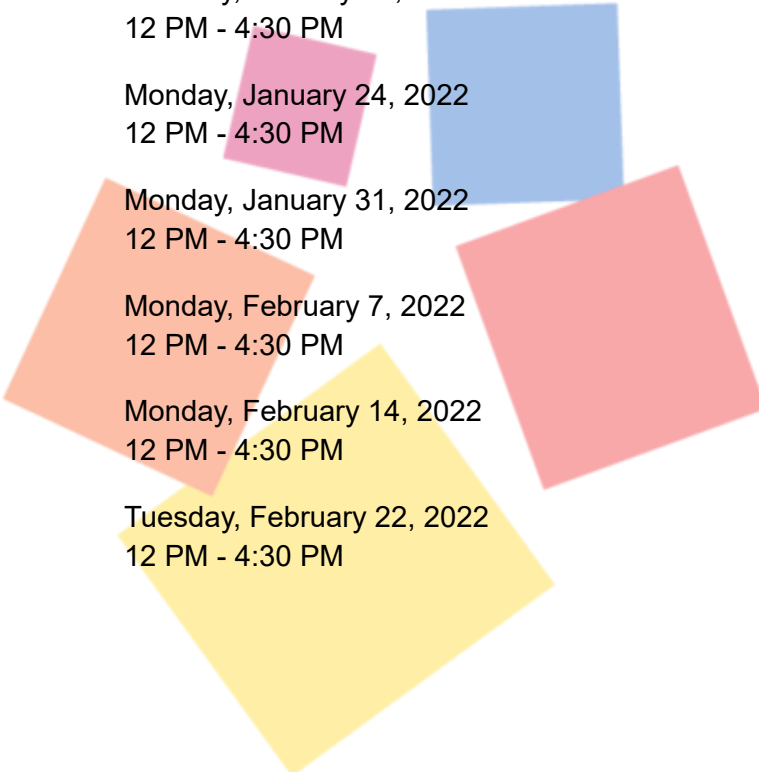 12 PM - 4:30 PM
Monday, January 24, 2022
12 PM - 4:30 PM
Monday, January 31, 2022
12 PM - 4:30 PM
Monday, February 7, 2022
12 PM - 4:30 PM
Monday, February 14, 2022
12 PM - 4:30 PM
Tuesday, February 22, 2022
12 PM - 4:30 PM